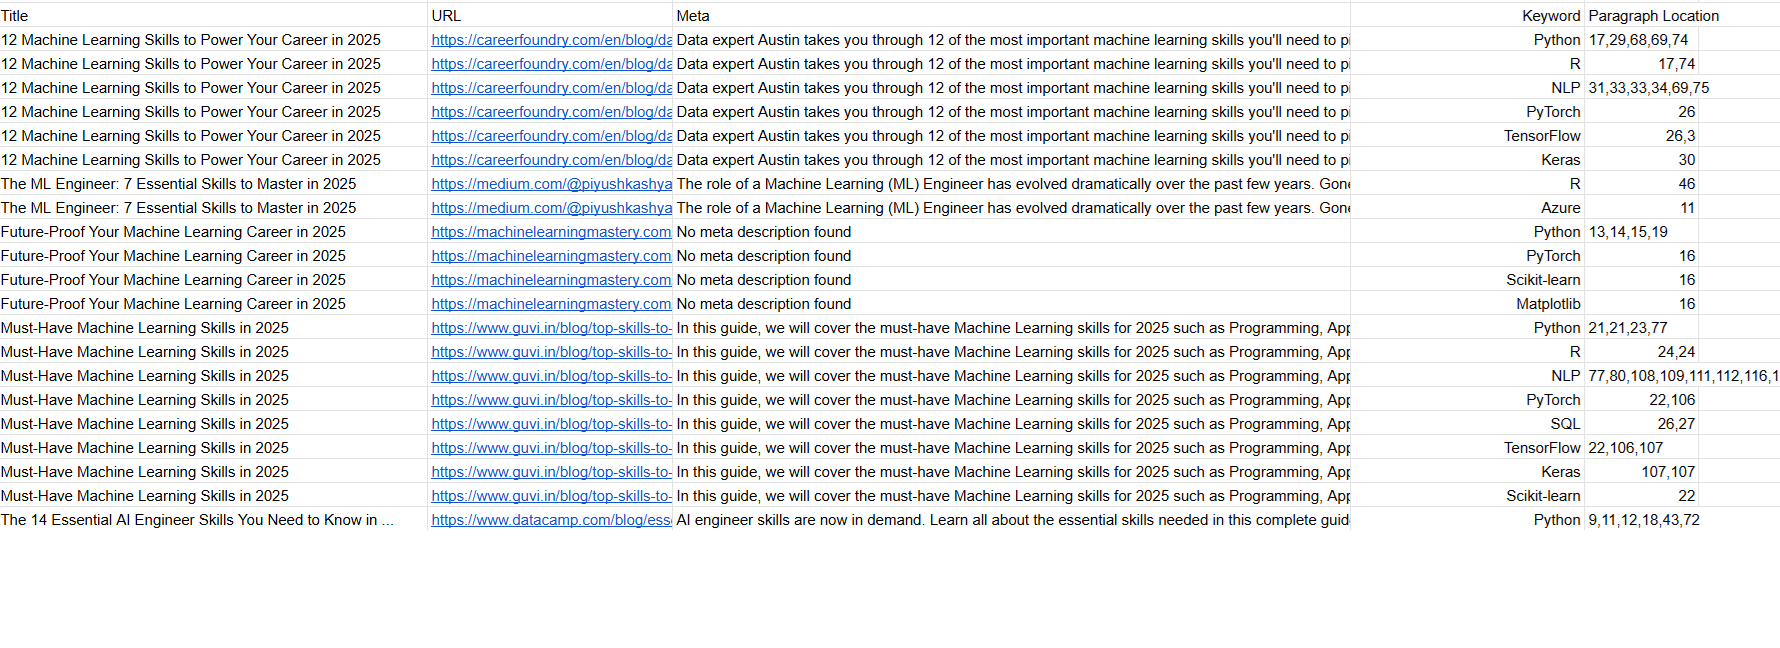 Title URL Meta Keyword Paragraph Location
12 Machine Learning Skills to Power Your Career in 2025 https://careerfoundry.com/en/blog/da Data expert Austin takes you through 12 of the most important machine learning skills you'll need to pi Python 17,29,68,69,74
12 Machine Learning Skills to Power Your Career in 2025 https://careerfoundry.com/en/blog/da Data expert Austin takes you through 12 of the most important machine learning skills you'll need to pi R 17,74
12 Machine Learning Skills to Power Your Career in 2025 https://careerfoundry.com/en/blog/da Data expert Austin takes you through 12 of the most important machine learning skills you'll need to pi NLP 31,33,33,34,69,75
12 Machine Learning Skills to Power Your Career in 2025 https://careerfoundry.com/en/blog/da Data expert Austin takes you through 12 of the most important machine learning skills you'll need to pi PyTorch 26
12 Machine Learning Skills to Power Your Career in 2025 https://careerfoundry.com/en/blog/da Data expert Austin takes you through 12 of the most important machine learning skills you'll need to pi TensorFlow 26,3
12 Machine Learning Skills to Power Your Career in 2025 https://careerfoundry.com/en/blog/da Data expert Austin takes you through 12 of the most important machine learning skills you'll need to pi Keras 30
The ML Engineer: 7 Essential Skills to Master in 2025 https://medium.com/@piyushkashya The role of a Machine Learning (ML) Engineer has evolved dramatically over the past few years. Gone R 46
The ML Engineer: 7 Essential Skills to Master in 2025 https://medium.com/@piyushkashya The role of a Machine Learning (ML) Engineer has evolved dramatically over the past few years. Gone Azure 11
Future-Proof Your Machine Learning Career in 2025 https://machinelearningmastery.com No meta description found Python 13,14,15,19
Future-Proof Your Machine Learning Career in 2025 https://machinelearningmastery.com No meta description found PyTorch 16
Future-Proof Your Machine Learning Career in 2025 https://machinelearningmastery.com No meta description found Scikit-learn 16
Future-Proof Your Machine Learning Career in 2025 https://machinelearningmastery.com No meta description found Matplotlib 16
Must-Have Machine Learning Skills in 2025 https://www.guvi.in/blog/top-skills-to- In this guide, we will cover the must-have Machine Learning skills for 2025 such as Programming, App Python 21,21,23,77
Must-Have Machine Learning Skills in 2025 https://www.guvi.in/blog/top-skills-to- In this guide, we will cover the must-have Machine Learning skills for 2025 such as Programming, App R 24,24
Must-Have Machine Learning Skills in 2025 https://www.guvi.in/blog/top-skills-to- In this guide, we will cover the must-have Machine Learning skills for 2025 such as Programming, App NLP 77,80,108,109,111,112,116,1
Must-Have Machine Learning Skills in 2025 https://www.guvi.in/blog/top-skills-to- In this guide, we will cover the must-have Machine Learning skills for 2025 such as Programming, App PyTorch 22,106
Must-Have Machine Learning Skills in 2025 https://www.guvi.in/blog/top-skills-to- In this guide, we will cover the must-have Machine Learning skills for 2025 such as Programming, App SQL 26,27
Must-Have Machine Learning Skills in 2025 https://www.guvi.in/blog/top-skills-to- In this guide, we will cover the must-have Machine Learning skills for 2025 such as Programming, App TensorFlow 22,106,107
Must-Have Machine Learning Skills in 2025 https://www.guvi.in/blog/top-skills-to- In this guide, we will cover the must-have Machine Learning skills for 2025 such as Programming, App Keras 107,107
Must-Have Machine Learning Skills in 2025 https://www.guvi.in/blog/top-skills-to- In this guide, we will cover the must-have Machine Learning skills for 2025 such as Programming, App Scikit-learn 22
The 14 Essential AI Engineer Skills You Need to Know in ... https://www.datacamp.com/blog/esse AI engineer skills are now in demand. Learn all about the essential skills needed in this complete guid Python 9,11,12,18,43,72